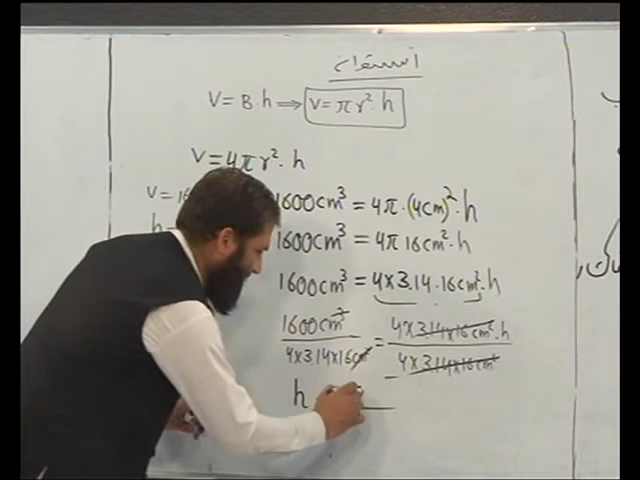 استوانه
V = B·h ⟹ V = πr²·h
V = 4πr²·h
1600cm³ = 4π·(4cm)²·h
1600cm³ = 4π 16cm²·h
1600cm³ = 4×3.14·16cm²·h
1600cm³ / 4×3.14×16cm² = 4×3.14×16cm²·h / 4×3.14×16cm²
h